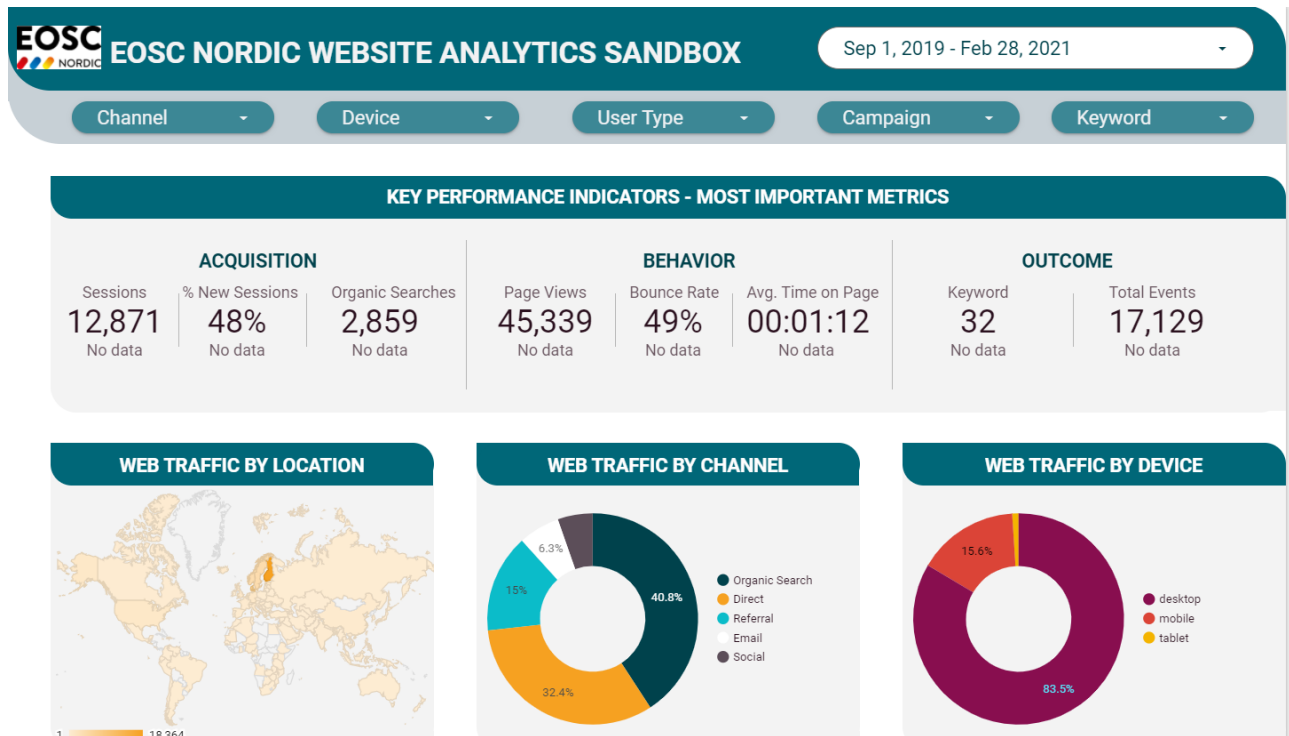 EOSC
NORDIC
EOSC NORDIC WEBSITE ANALYTICS SANDBOX
Sep 1, 2019 - Feb 28, 2021
Channel
Device
User Type
Campaign
Keyword
KEY PERFORMANCE INDICATORS - MOST IMPORTANT METRICS
ACQUISITION
Sessions
12,871
No data
% New Sessions
48%
No data
Organic Searches
2,859
No data
BEHAVIOR
Page Views
45,339
No data
Bounce Rate
49%
No data
Avg. Time on Page
00:01:12
No data
OUTCOME
Keyword
32
No data
Total Events
17,129
No data
WEB TRAFFIC BY LOCATION
1
18,364
WEB TRAFFIC BY CHANNEL
6.3%
15%
40.8%
32.4%
Organic Search
Direct
Referral
Email
Social
WEB TRAFFIC BY DEVICE
15.6%
83.5%
desktop
mobile
tablet